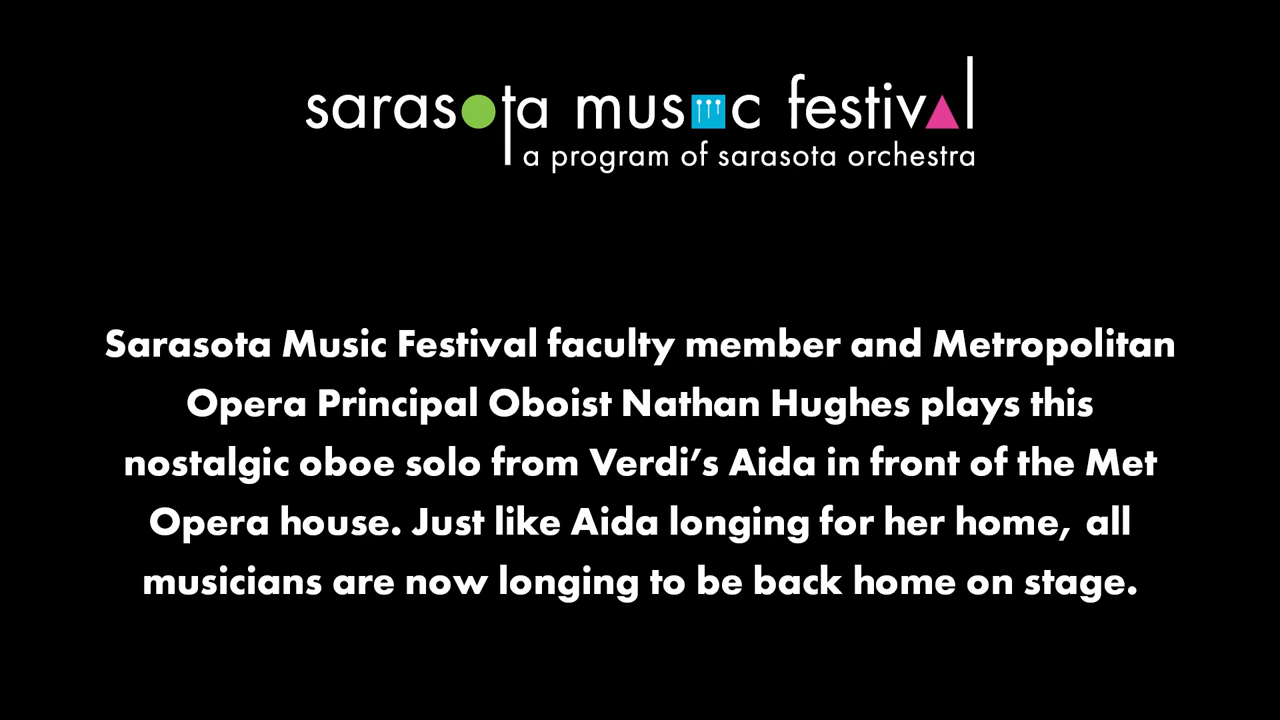 sarasota music festival
a program of sarasota orchestra
Sarasota Music Festival faculty member and Metropolitan
Opera Principal Oboist Nathan Hughes plays this
nostalgic oboe solo from Verdi’s Aida in front of the Met
Opera house. Just like Aida longing for her home, all
musicians are now longing to be back home on stage.